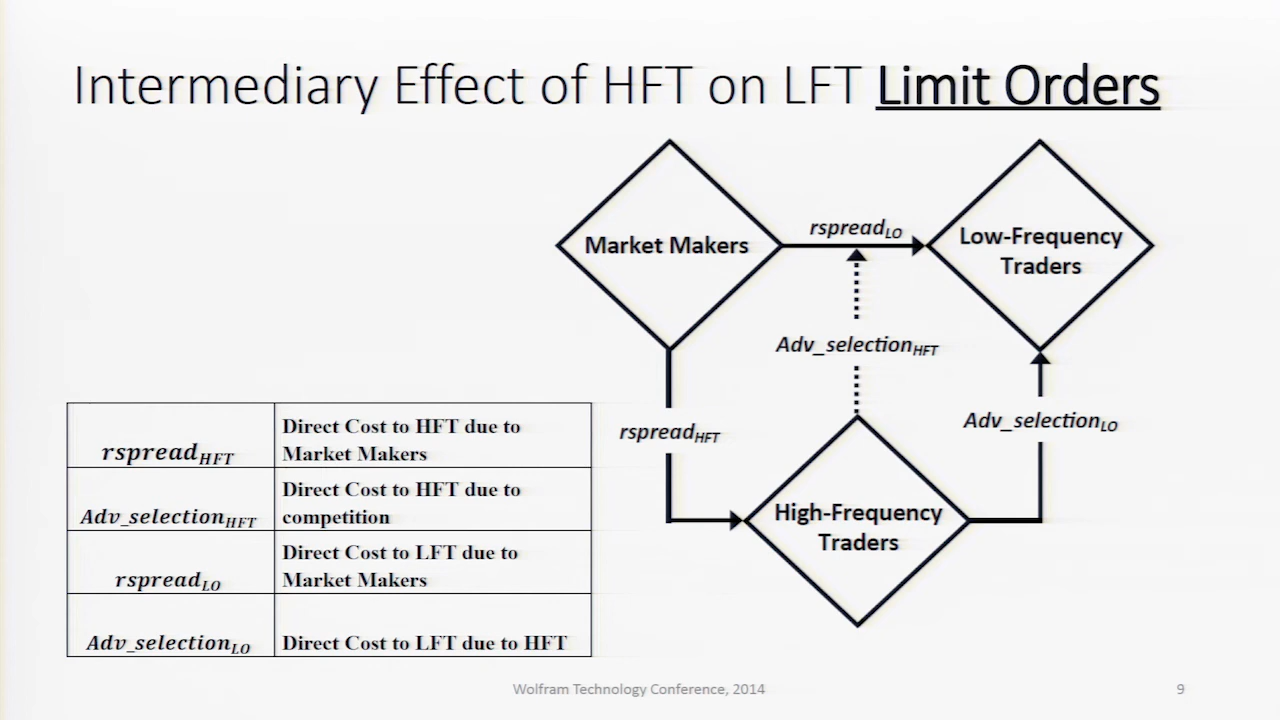 Intermediary Effect of HFT on LFT Limit Orders
Market Makers
rspread_LO
Low-Frequency
Traders
Adv_selection_HFT
rspread_HFT
Adv_selection_LO
High-Frequency
Traders
rspread_HFT
Direct Cost to HFT due to
Market Makers
Adv_selection_HFT
Direct Cost to HFT due to
competition
rspread_LO
Direct Cost to LFT due to
Market Makers
Adv_selection_LO
Direct Cost to LFT due to HFT
Wolfram Technology Conference, 2014
9